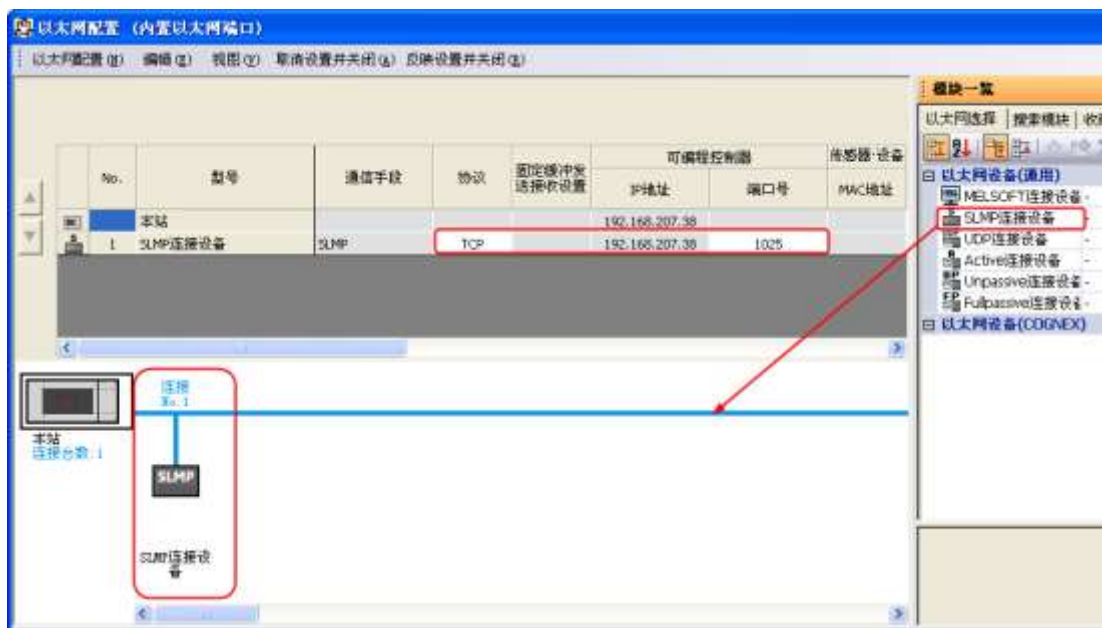 以太网配置 (内置以太网端口)
以太网配置(N) 编辑(E) 视图(V) 取消设置并关闭(A) 反映设置并关闭(R)
模块一览
以太网选择 搜索模块
No. 型号 通信手段 协议 固定缓冲发送接收设置 可编程控制器 传感器·设备
IP地址 端口号 MAC地址
本站 192.168.207.38
1 SLMP连接设备 SLMP TCP 192.168.207.38 1025
以太网设备(通用)
MELSOFT连接设备 -
SLMP连接设备 -
UDP连接设备 -
Active连接设备 -
Unpassive连接设备 -
Fullpassive连接设备 -
以太网设备(COGNEX)
连接
No.1
本站
连接台数:1
SLMP
SLMP连接设
备